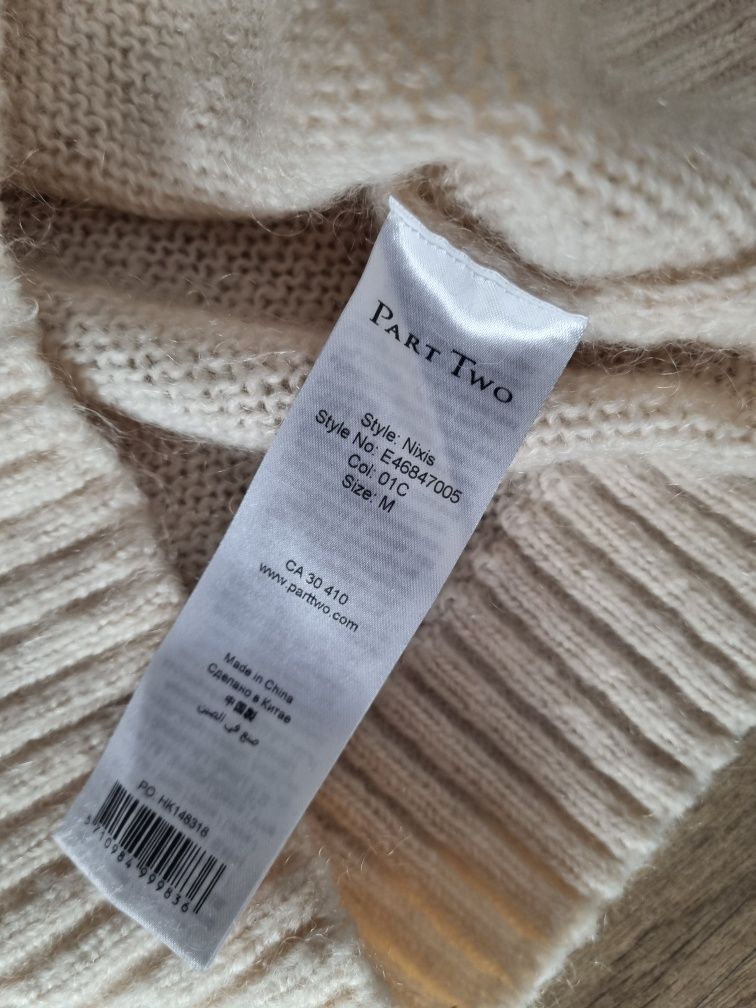 PART TWO
Style: Nixis
Style No: E46847005
Col: 01C
Size: M
CA 30 410
www.parttwo.com
Made in China
Сделано в Китае
中国製
صنع في الصين
PO. HK148318
5710984999836